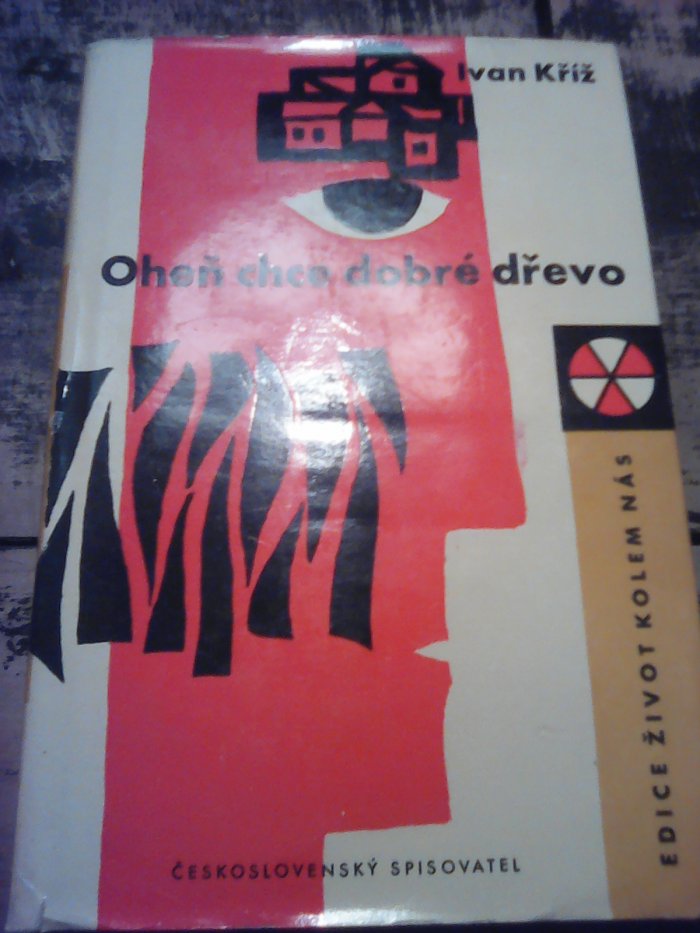 Ivan Kříž
Oheň chce dobré dřevo
EDICE ŽIVOT KOLEM NÁS
ČESKOSLOVENSKÝ SPISOVATEL